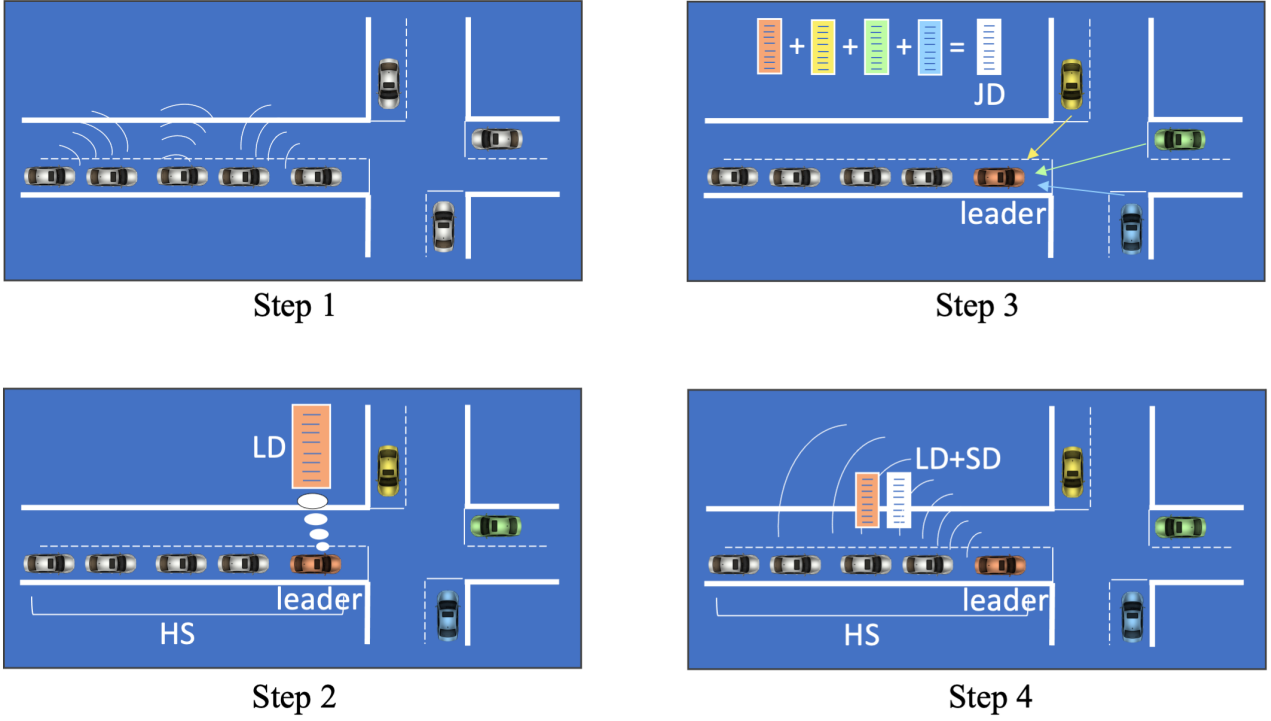 Step 1
+ + + =
JD
leader
Step 3
LD
leader
HS
Step 2
LD+SD
leader
HS
Step 4